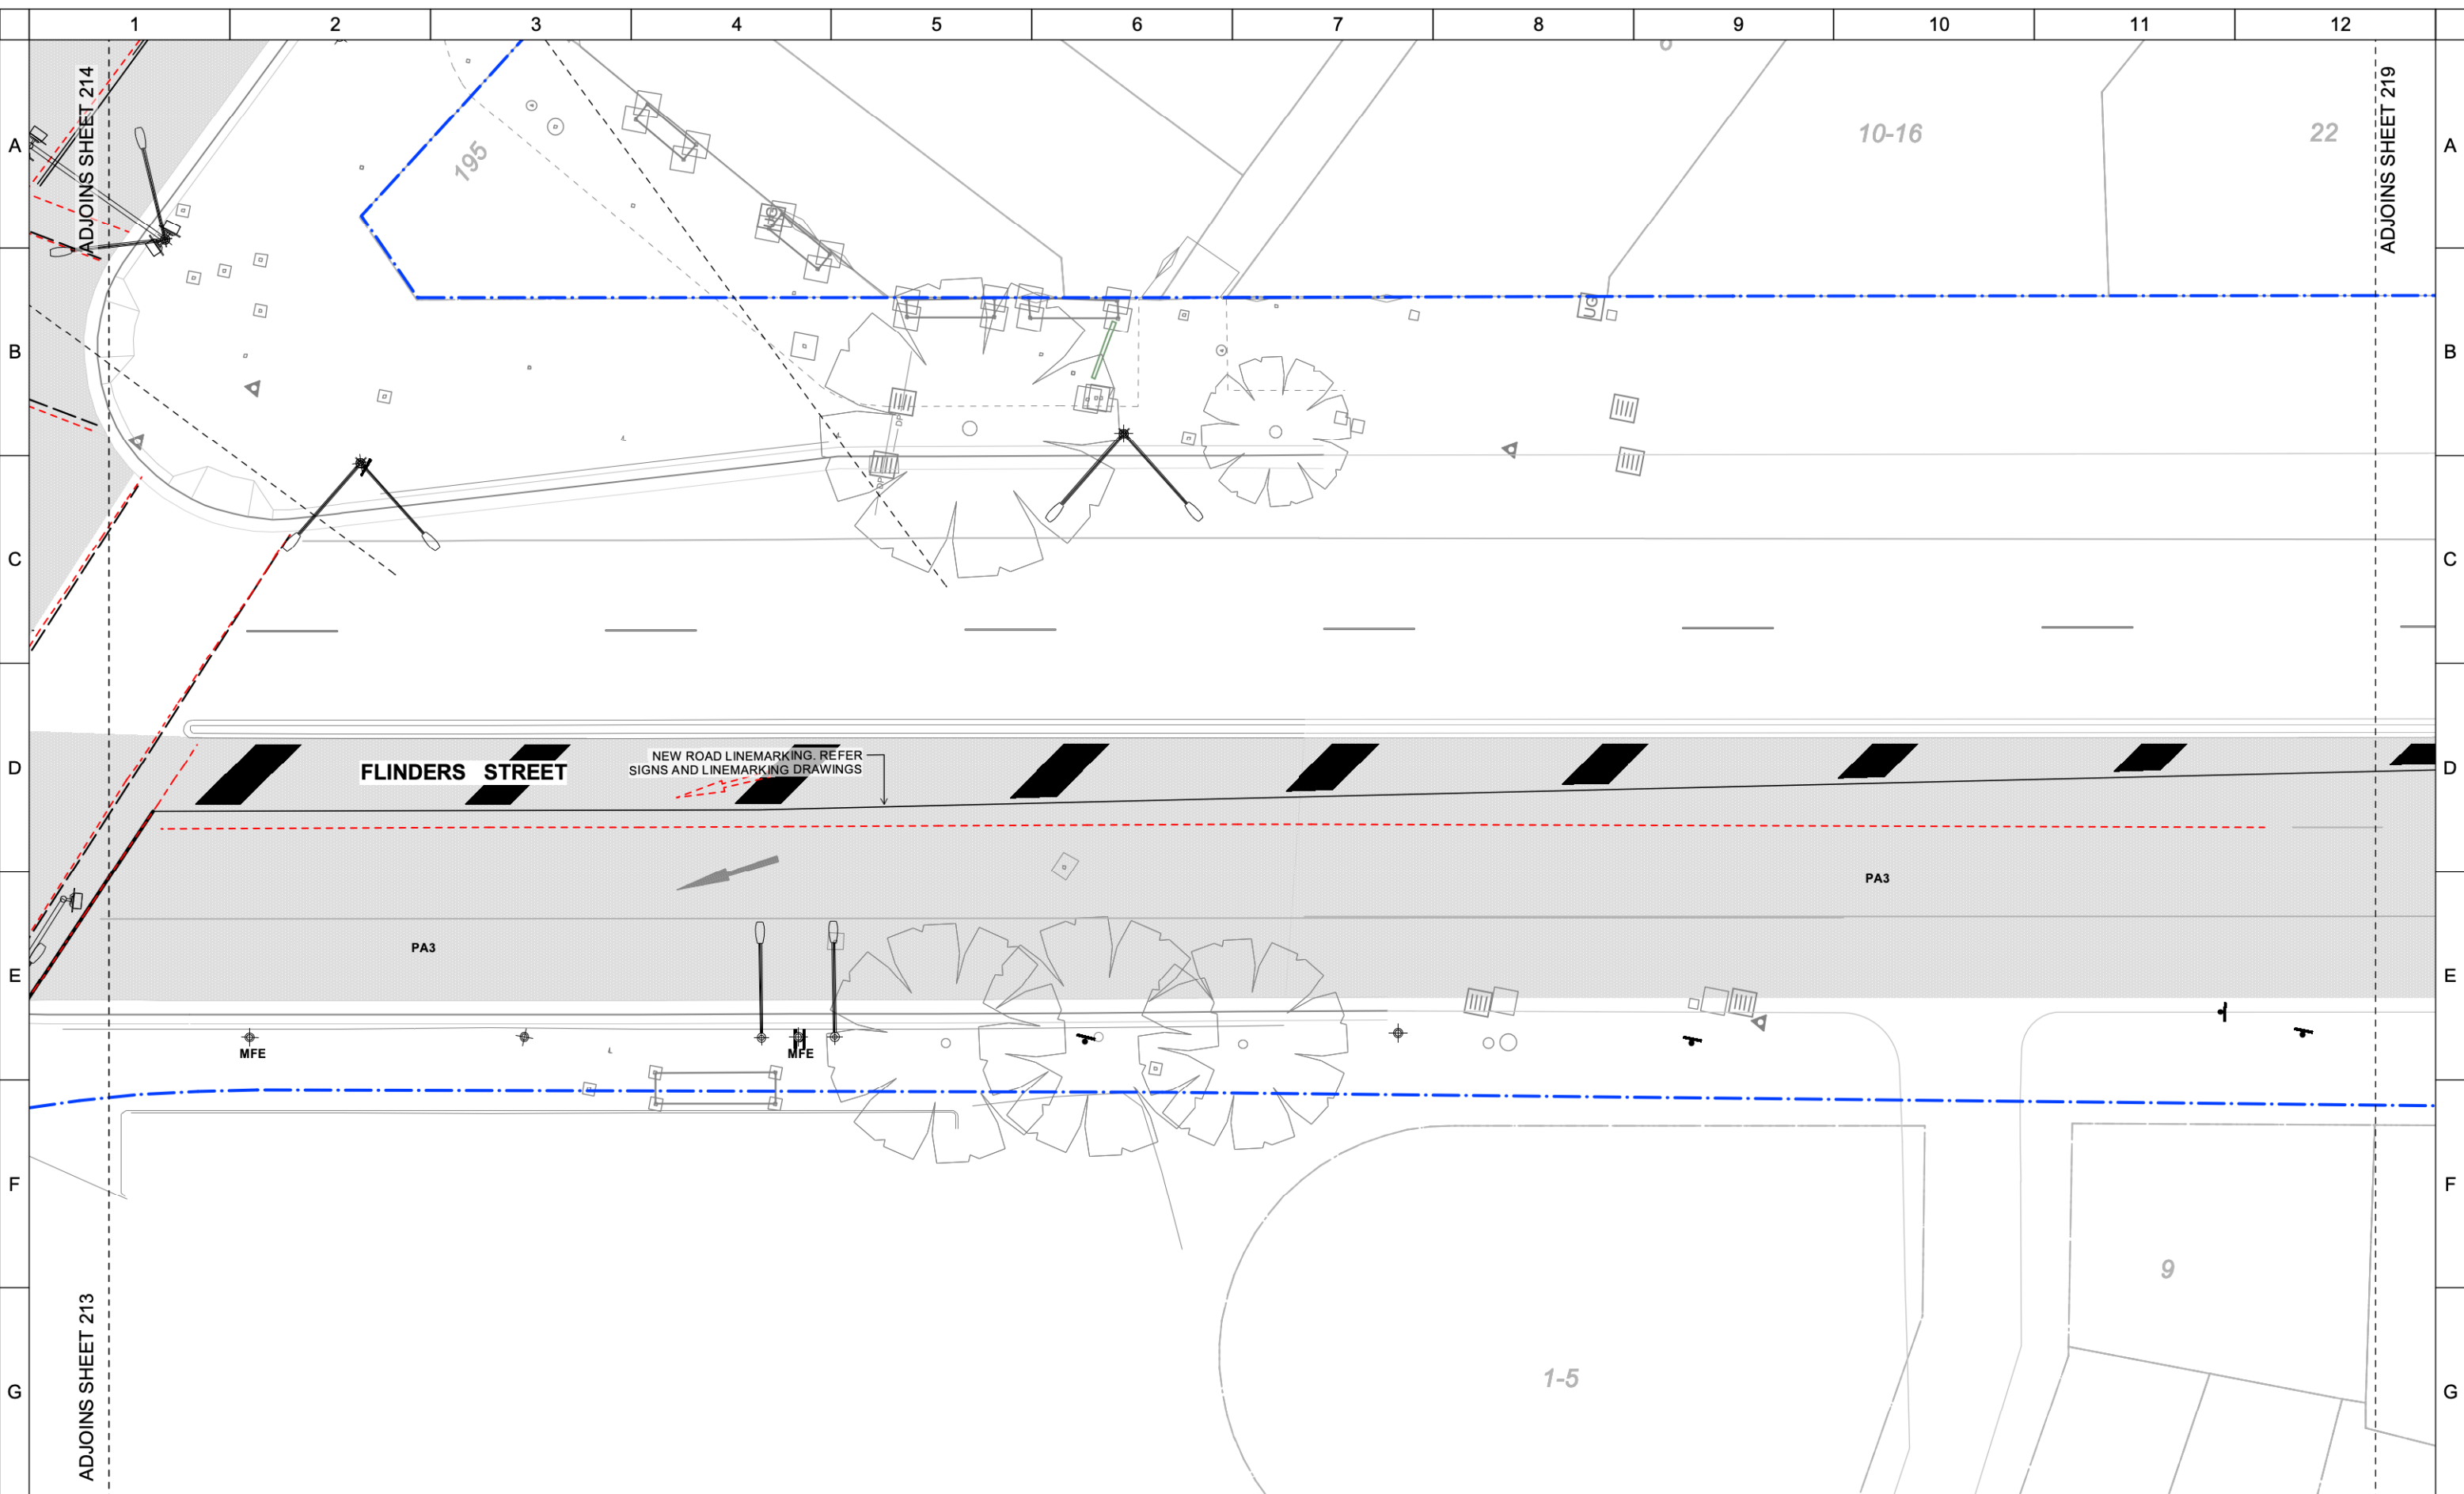 1 2 3 4 5 6 7 8 9 10 11 12
ADJOINS SHEET 214
ADJOINS SHEET 219
A
195
UG
10-16
22
A
B
UG
B
C
C
D
FLINDERS STREET
NEW ROAD LINEMARKING. REFER
SIGNS AND LINEMARKING DRAWINGS
D
PA3
PA3
E
E
MFE
MFE
F
F
9
ADJOINS SHEET 213
G
1-5
G